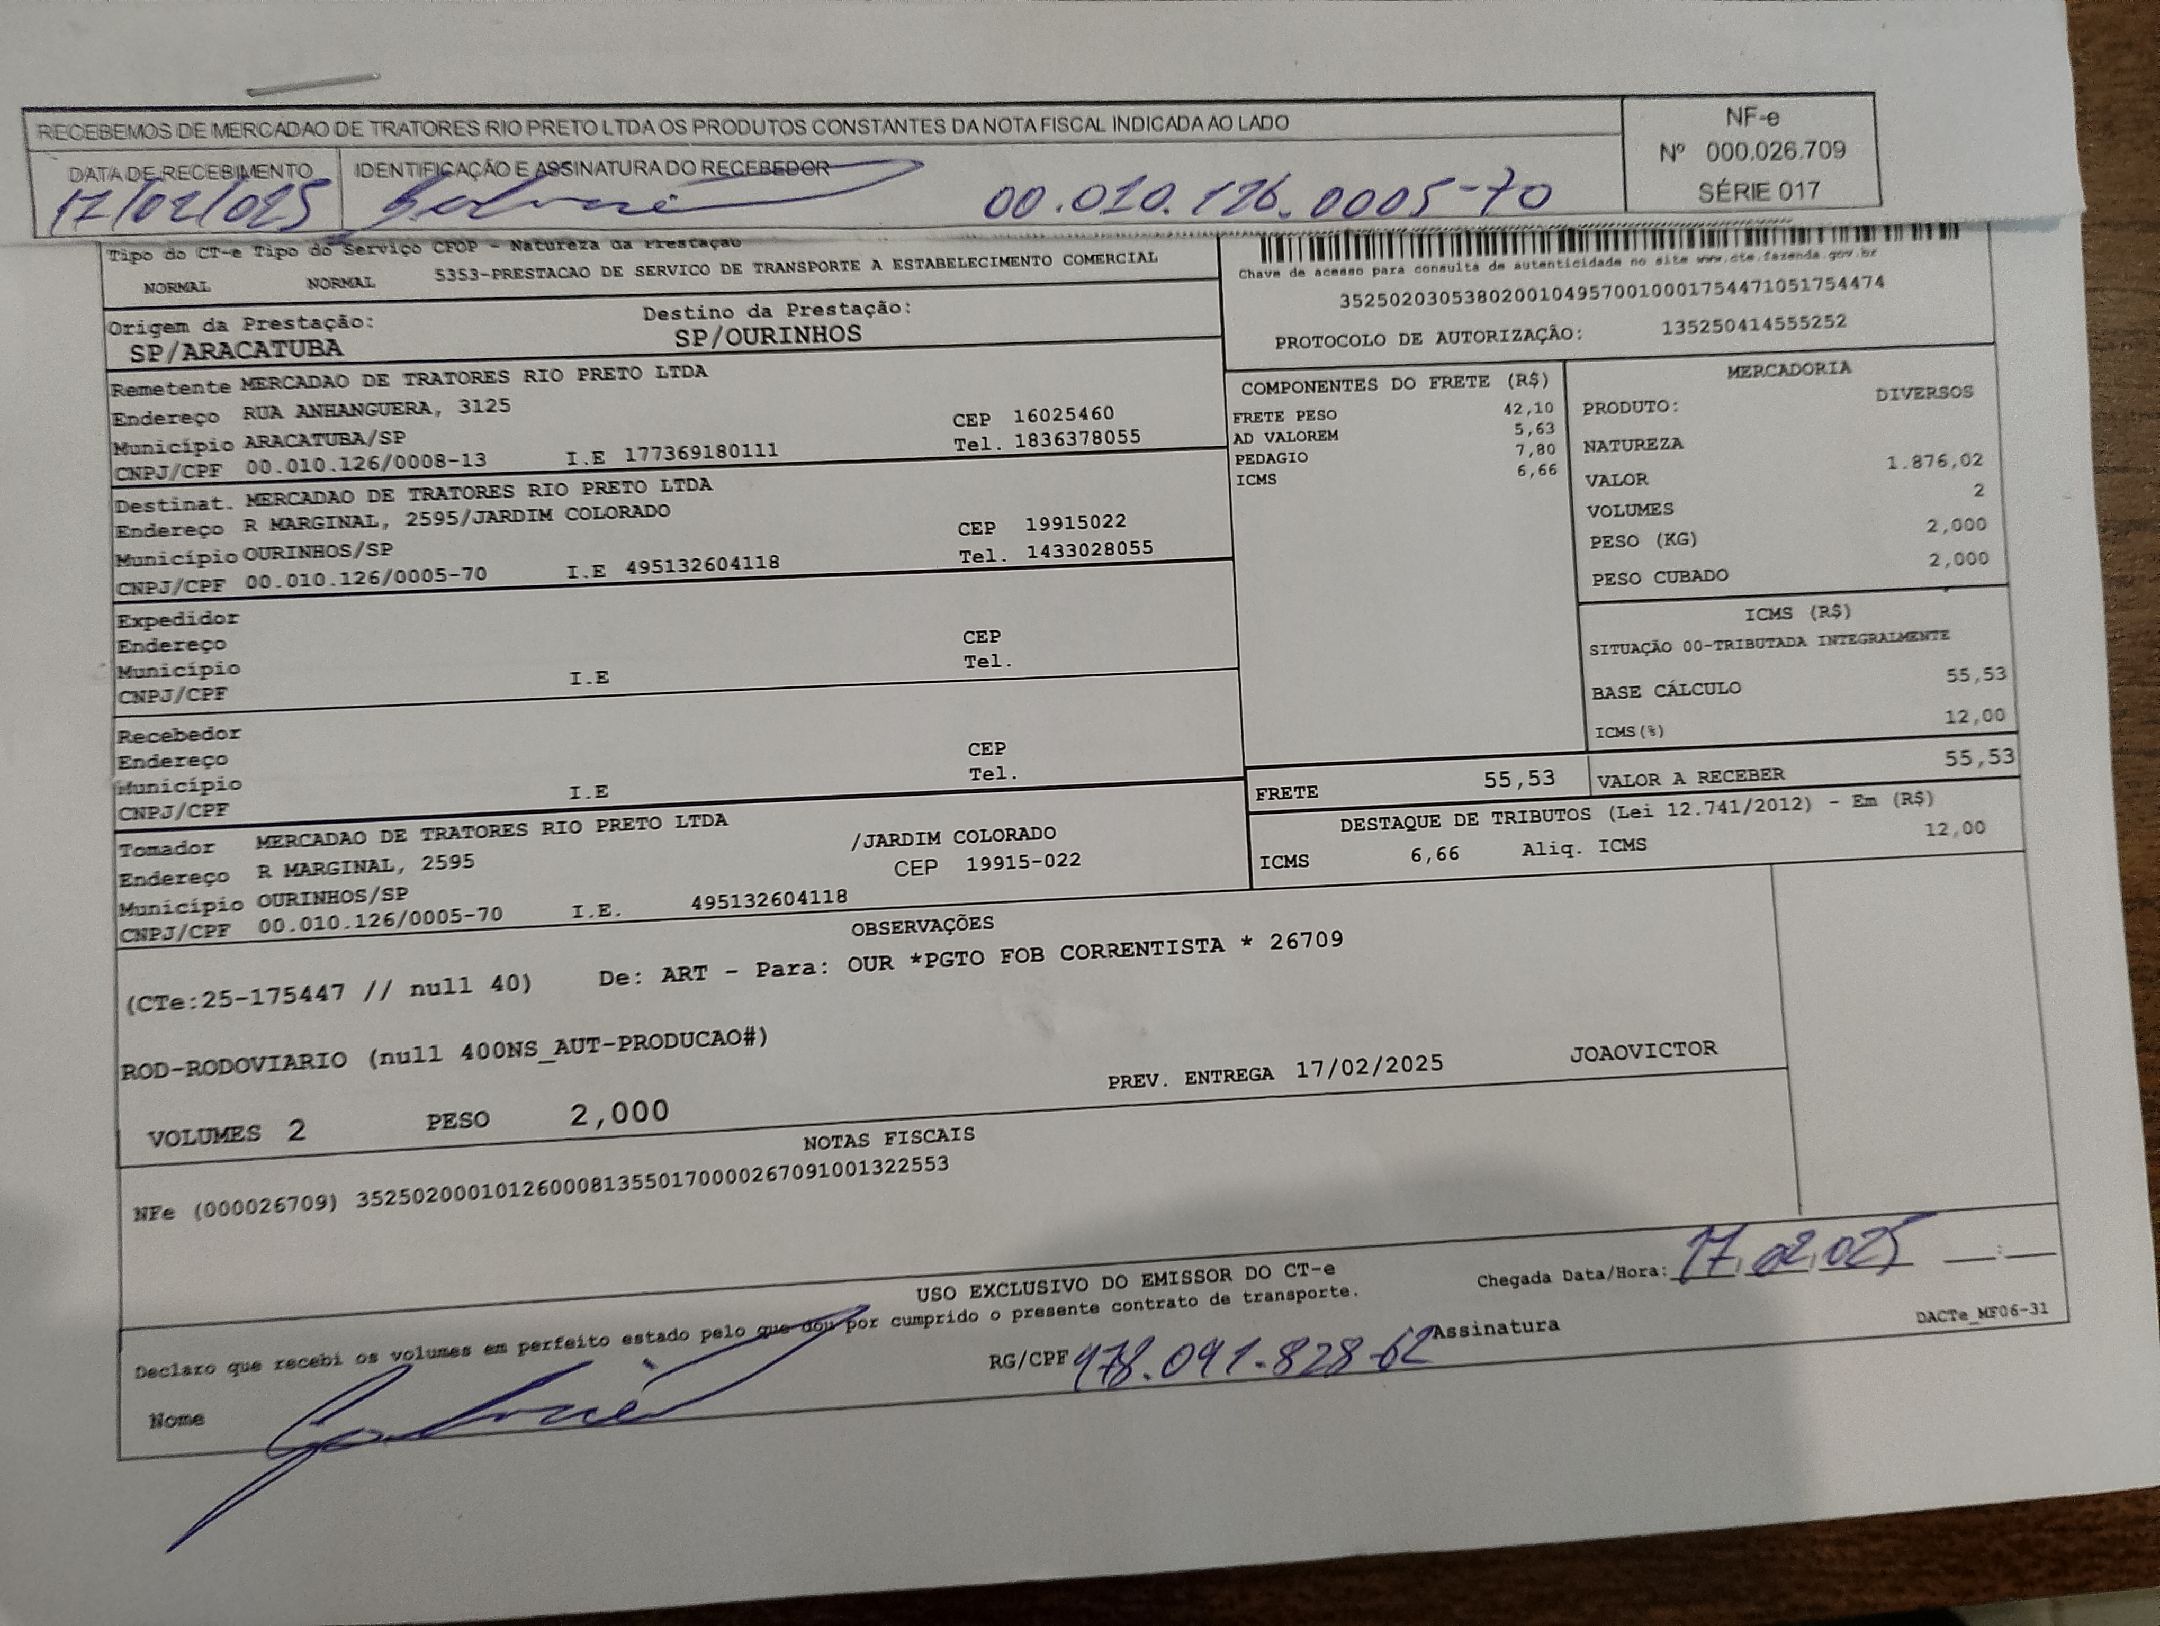 RECEBEMOS DE MERCADAO DE TRATORES RIO PRETO LTDA OS PRODUTOS CONSTANTES DA NOTA FISCAL INDICADA AO LADO
NF-e
Nº 000.026.709
SÉRIE 017
DATA DE RECEBIMENTO
IDENTIFICAÇÃO E ASSINATURA DO RECEBEDOR
17/02/025
00.010.126.0005-70
Tipo do CT-e Tipo do Serviço CFOP - Natureza da Prestação
NORMAL NORMAL 5353-PRESTACAO DE SERVICO DE TRANSPORTE A ESTABELECIMENTO COMERCIAL
Chave de acesso para consulta de autenticidade no site www.cte.fazenda.gov.br
35250203053802001049570010001754471051754474
PROTOCOLO DE AUTORIZAÇÃO: 135250414555252
Origem da Prestação: Destino da Prestação:
SP/ARACATUBA SP/OURINHOS
Remetente MERCADAO DE TRATORES RIO PRETO LTDA
Endereço RUA ANHANGUERA, 3125 CEP 16025460
Município ARACATUBA/SP Tel. 1836378055
CNPJ/CPF 00.010.126/0008-13 I.E 177369180111
Destinat. MERCADAO DE TRATORES RIO PRETO LTDA
Endereço R MARGINAL, 2595/JARDIM COLORADO CEP 19915022
Município OURINHOS/SP Tel. 1433028055
CNPJ/CPF 00.010.126/0005-70 I.E 495132604118
Expedidor
Endereço CEP
Município Tel.
CNPJ/CPF I.E
Recebedor
Endereço CEP
Município Tel.
CNPJ/CPF I.E
Tomador MERCADAO DE TRATORES RIO PRETO LTDA
Endereço R MARGINAL, 2595 /JARDIM COLORADO
Município OURINHOS/SP CEP 19915-022
CNPJ/CPF 00.010.126/0005-70 I.E. 495132604118
COMPONENTES DO FRETE (R$)
FRETE PESO 42,10
AD VALOREM 5,63
PEDAGIO 7,80
ICMS 6,66
MERCADORIA
PRODUTO: DIVERSOS
NATUREZA
VALOR 1.876,02
VOLUMES 2
PESO (KG) 2,000
PESO CUBADO 2,000
ICMS (R$)
SITUAÇÃO 00-TRIBUTADA INTEGRALMENTE
BASE CÁLCULO 55,53
ICMS(%) 12,00
FRETE 55,53 VALOR A RECEBER 55,53
DESTAQUE DE TRIBUTOS (Lei 12.741/2012) - Em (R$)
ICMS 6,66 Aliq. ICMS 12,00
OBSERVAÇÕES
(CTe:25-175447 // null 40) De: ART - Para: OUR *PGTO FOB CORRENTISTA * 26709
ROD-RODOVIARIO (null 400NS_AUT-PRODUCAO#)
PREV. ENTREGA 17/02/2025 JOAOVICTOR
VOLUMES 2 PESO 2,000
NOTAS FISCAIS
NFe (000026709) 35250200010126000813550170000267091001322553
USO EXCLUSIVO DO EMISSOR DO CT-e
Chegada Data/Hora: 17.02.025 __:__
Declaro que recebi os volumes em perfeito estado pelo que dou por cumprido o presente contrato de transporte.
DACTe_MF06-31
Nome RG/CPF 478.091.828-62 Assinatura